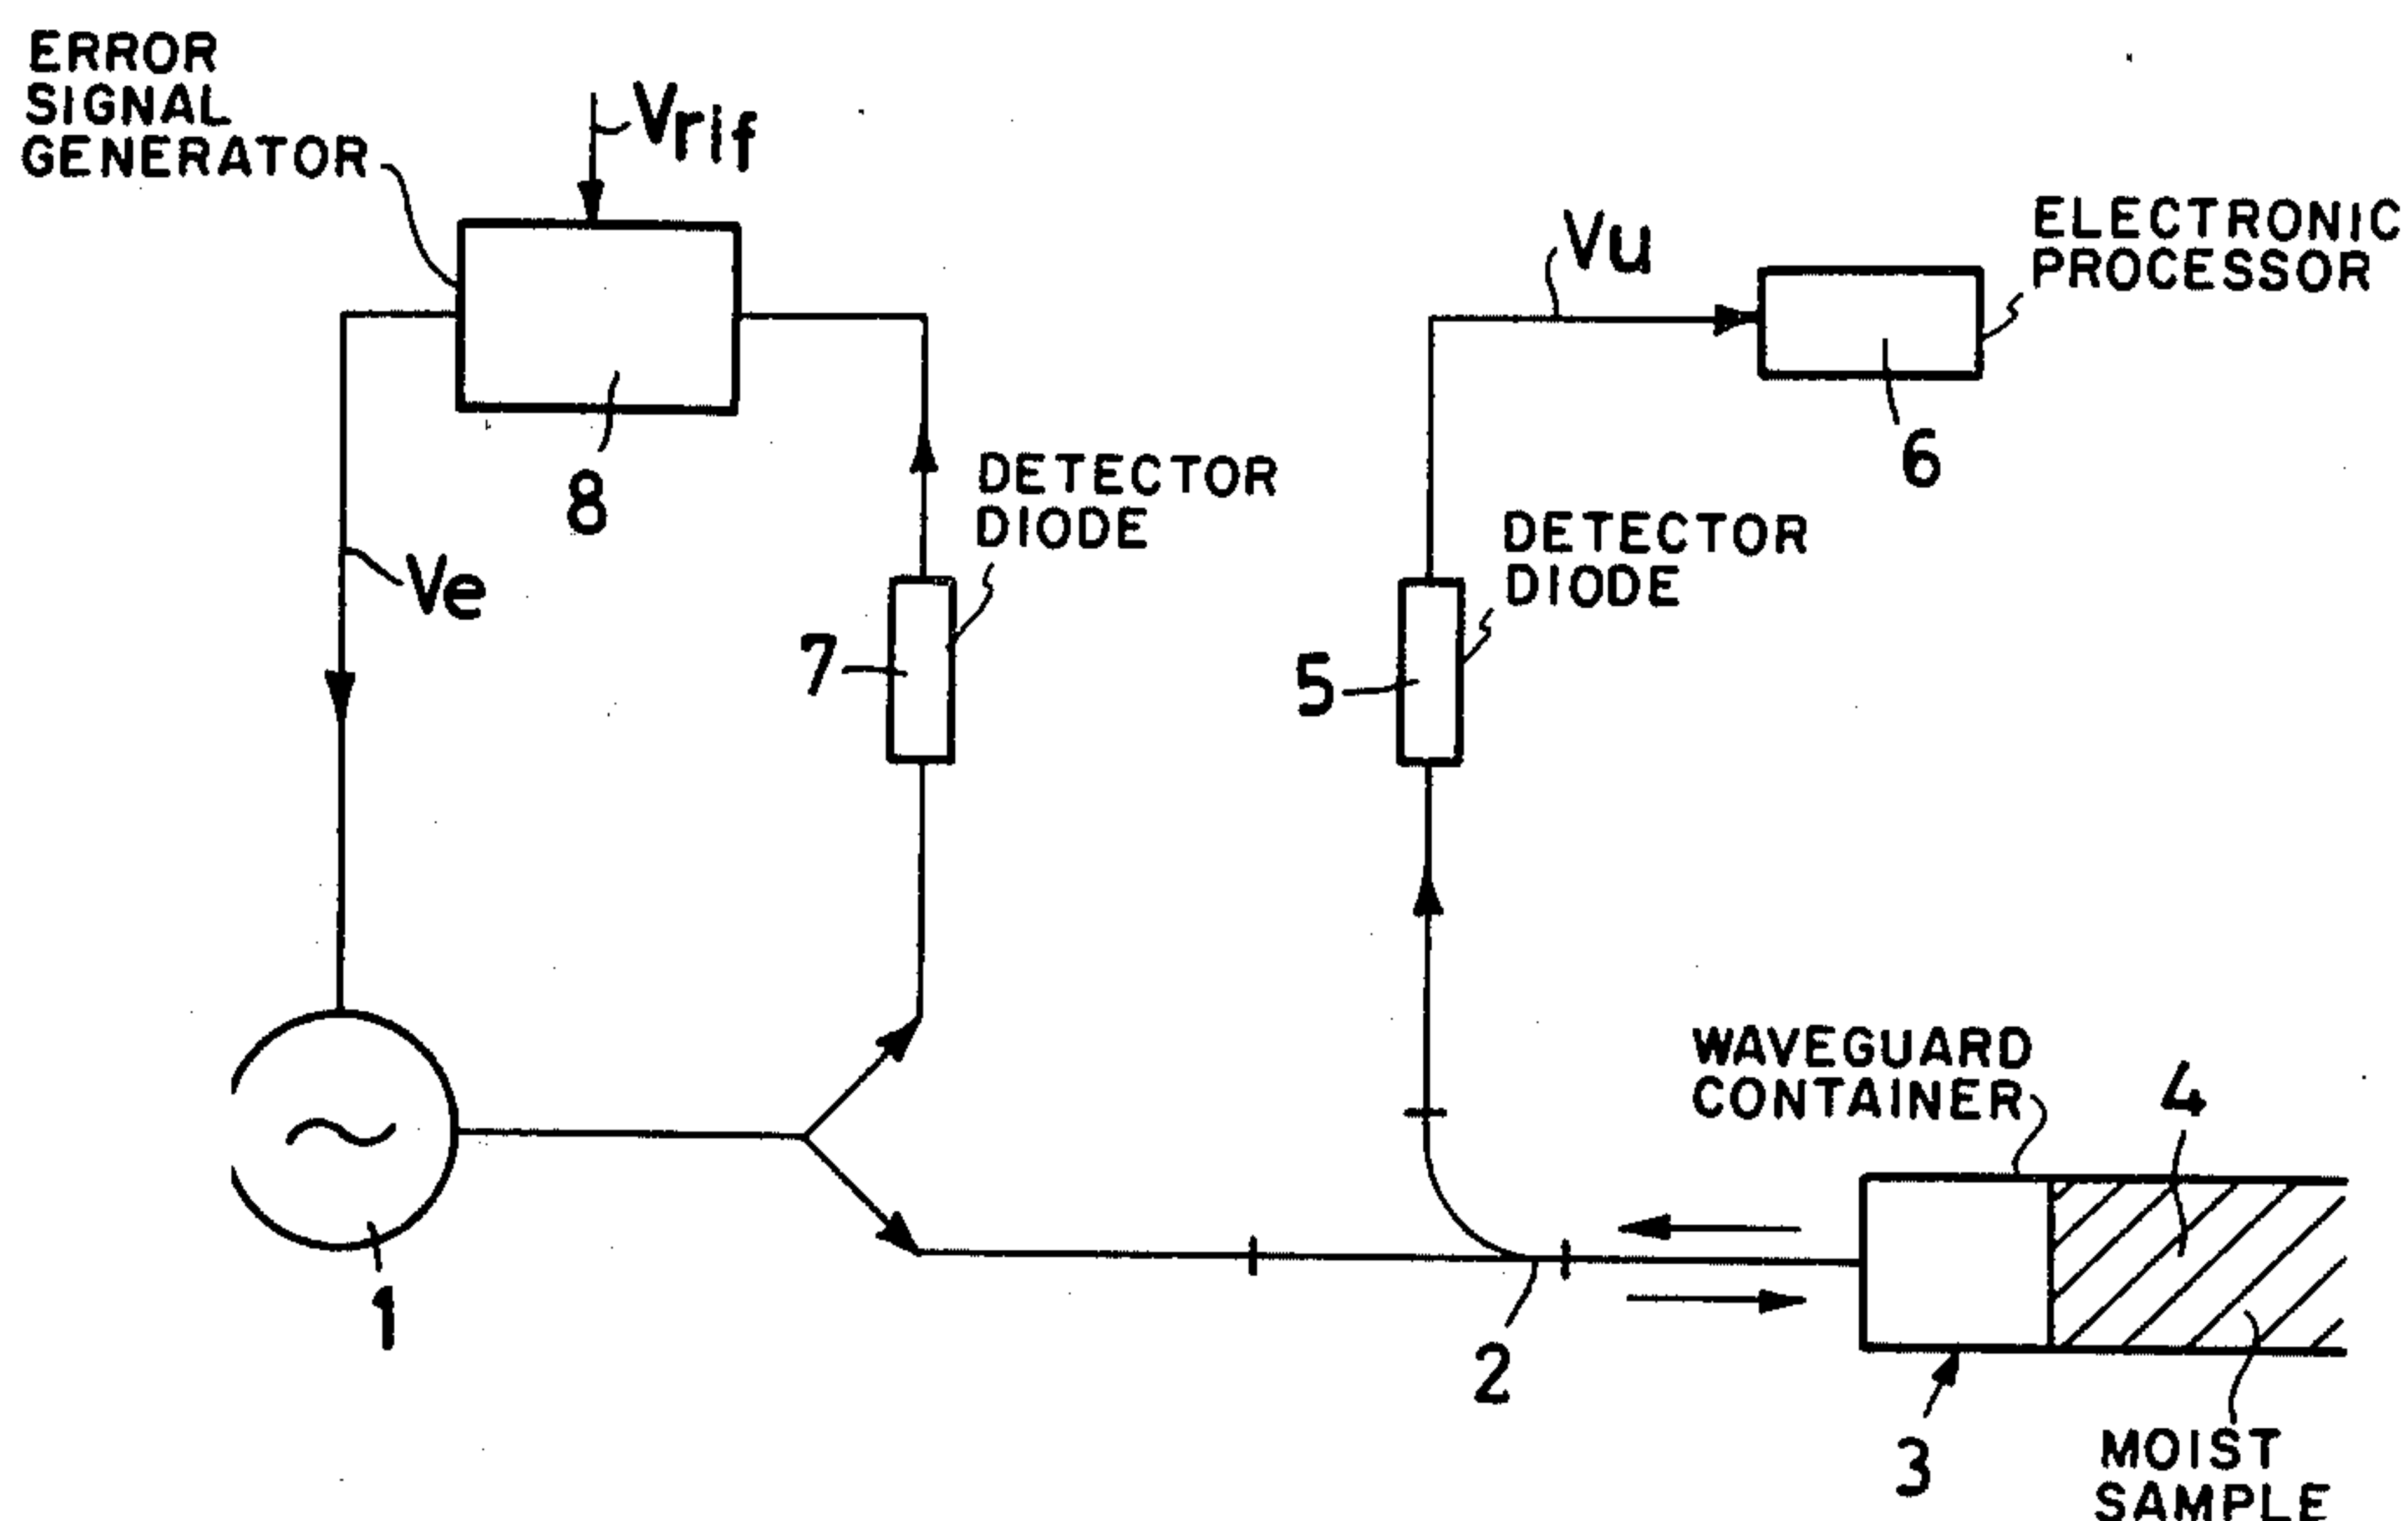 ERROR
SIGNAL
GENERATOR
Vrif
Vu
ELECTRONIC
PROCESSOR
8
6
DETECTOR
DIODE
DETECTOR
DIODE
Ve
7
5
WAVEGUARD
CONTAINER
4
1
2
3
MOIST
SAMPLE